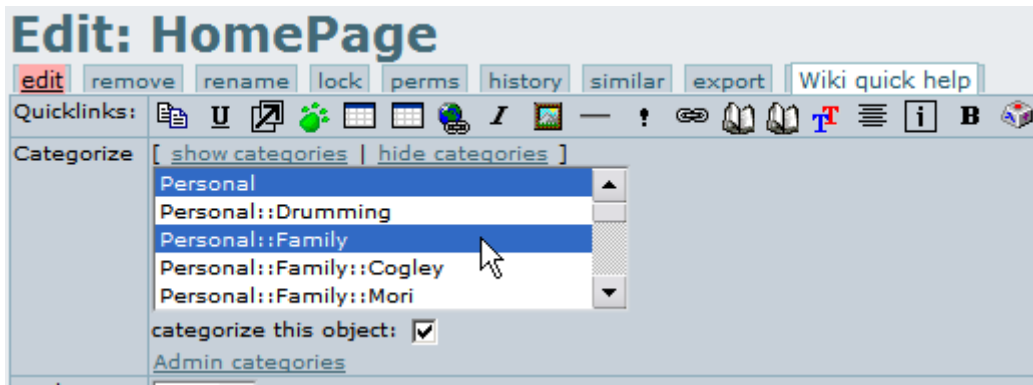 Edit: HomePage
edit remove rename lock perms history similar export Wiki quick help
Quicklinks: U I ! T T i B
Categorize [ show categories | hide categories ]
Personal
Personal::Drumming
Personal::Family
Personal::Family::Cogley
Personal::Family::Mori
categorize this object:
Admin categories